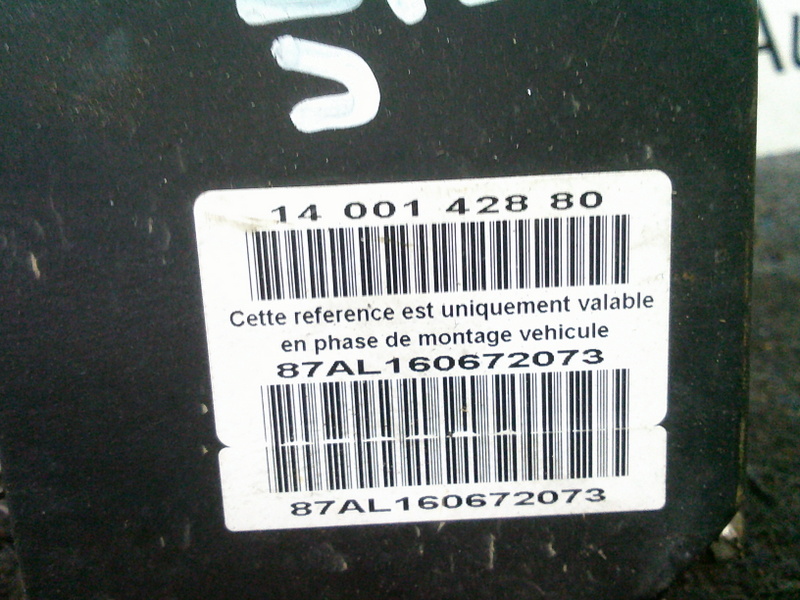 14 001 428 80
Cette reference est uniquement valable
en phase de montage vehicule
87AL160672073
87AL160672073